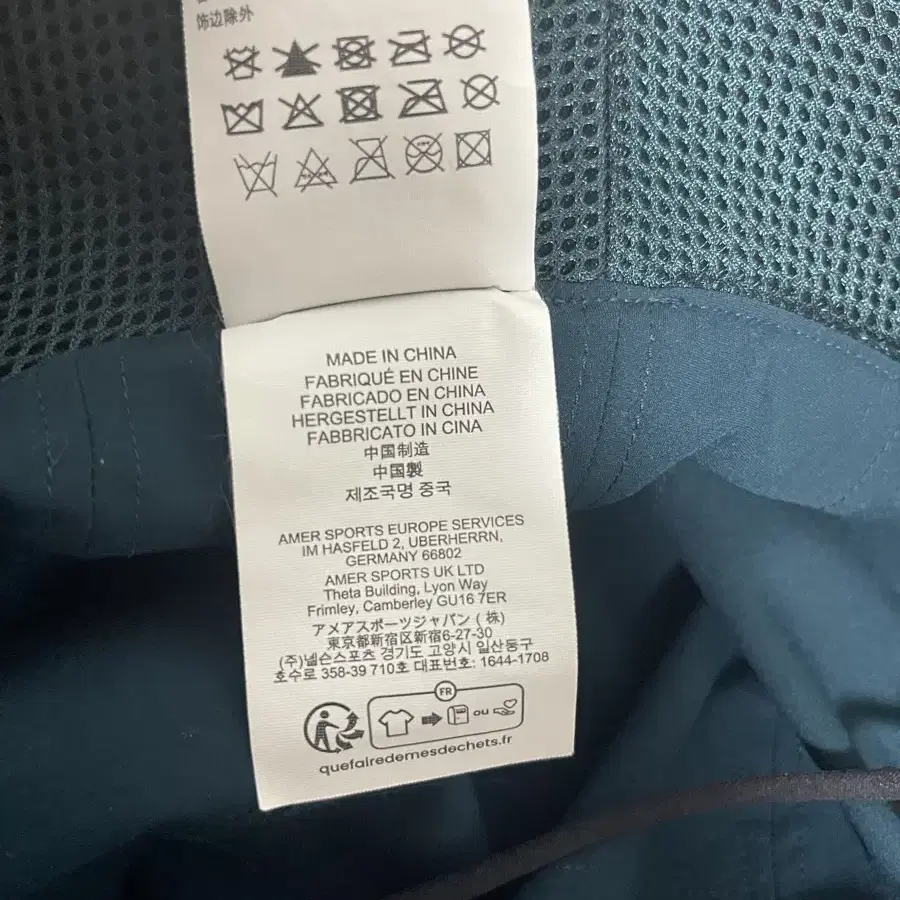 饰边除外
MADE IN CHINA
FABRIQUÉ EN CHINE
FABRICADO EN CHINA
HERGESTELLT IN CHINA
FABBRICATO IN CINA
中国制造
中國製
제조국명 중국
AMER SPORTS EUROPE SERVICES
IM HASFELD 2, UBERHERRN,
GERMANY 66802
AMER SPORTS UK LTD
Theta Building, Lyon Way
Frimley, Camberley GU16 7ER
アメアスポーツジャパン (株)
東京都新宿区新宿6-27-30
(주)넬슨스포츠 경기도 고양시 일산동구
호수로 358-39 710호 대표번호: 1644-1708
FR
ou
quefairedemesdechets.fr